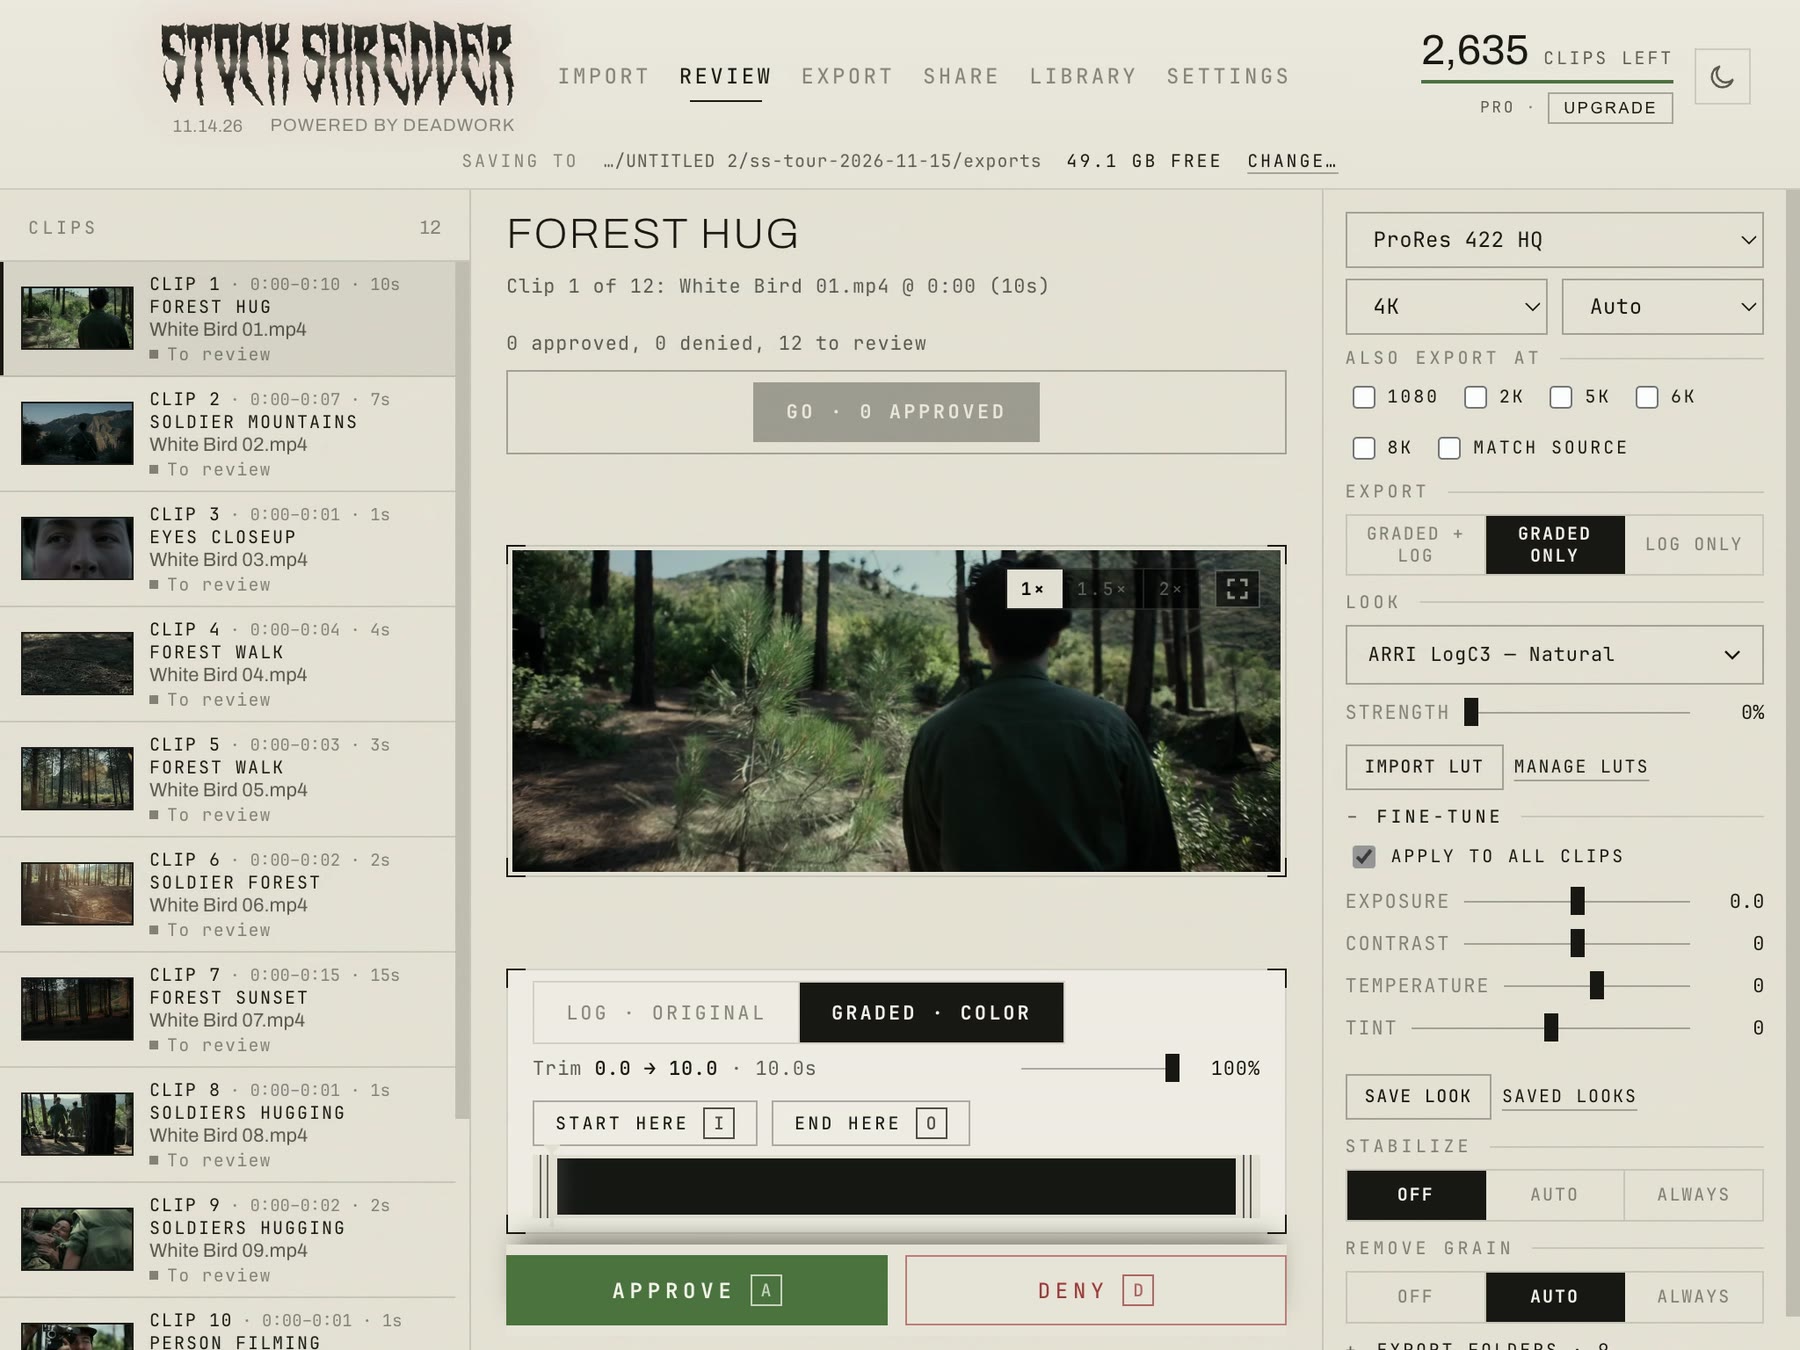 STOCK SHREDDER
11.14.26 POWERED BY DEADWORK
IMPORT REVIEW EXPORT SHARE LIBRARY SETTINGS
2,635 CLIPS LEFT
PRO · UPGRADE
SAVING TO …/UNTITLED 2/ss-tour-2026-11-15/exports 49.1 GB FREE CHANGE…
CLIPS 12
CLIP 1 · 0:00–0:10 · 10s
FOREST HUG
White Bird 01.mp4
To review
CLIP 2 · 0:00–0:07 · 7s
SOLDIER MOUNTAINS
White Bird 02.mp4
To review
CLIP 3 · 0:00–0:01 · 1s
EYES CLOSEUP
White Bird 03.mp4
To review
CLIP 4 · 0:00–0:04 · 4s
FOREST WALK
White Bird 04.mp4
To review
CLIP 5 · 0:00–0:03 · 3s
FOREST WALK
White Bird 05.mp4
To review
CLIP 6 · 0:00–0:02 · 2s
SOLDIER FOREST
White Bird 06.mp4
To review
CLIP 7 · 0:00–0:15 · 15s
FOREST SUNSET
White Bird 07.mp4
To review
CLIP 8 · 0:00–0:01 · 1s
SOLDIERS HUGGING
White Bird 08.mp4
To review
CLIP 9 · 0:00–0:02 · 2s
SOLDIERS HUGGING
White Bird 09.mp4
To review
CLIP 10 · 0:00–0:01 · 1s
PERSON FILMING
FOREST HUG
Clip 1 of 12: White Bird 01.mp4 @ 0:00 (10s)
0 approved, 0 denied, 12 to review
GO · 0 APPROVED
1× 1.5× 2×
LOG · ORIGINAL GRADED · COLOR
Trim 0.0 → 10.0 · 10.0s 100%
START HERE I END HERE O
APPROVE A DENY D
ProRes 422 HQ
4K Auto
ALSO EXPORT AT
1080 2K 5K 6K
8K MATCH SOURCE
EXPORT
GRADED + LOG GRADED ONLY LOG ONLY
LOOK
ARRI LogC3 — Natural
STRENGTH 0%
IMPORT LUT MANAGE LUTS
– FINE-TUNE
APPLY TO ALL CLIPS
EXPOSURE 0.0
CONTRAST 0
TEMPERATURE 0
TINT 0
SAVE LOOK SAVED LOOKS
STABILIZE
OFF AUTO ALWAYS
REMOVE GRAIN
OFF AUTO ALWAYS
+ EXPORT FOLDERS ·